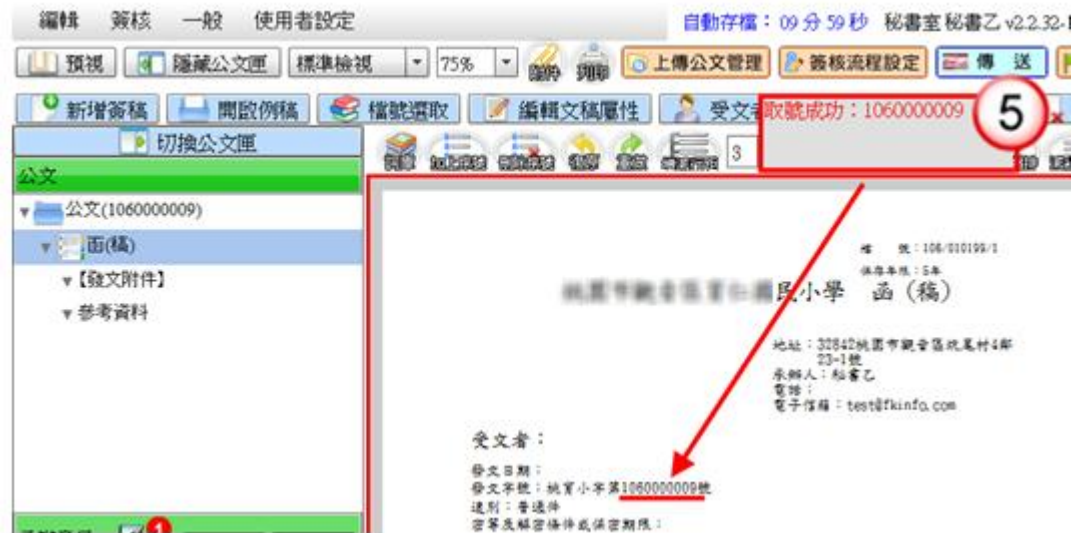 編輯 簽核 一般 使用者設定 自動存檔：09 分 59 秒 秘書室 秘書乙 v2.2.32-1
預視 隱藏公文匣 標準檢視 75% 附件 列印 上傳公文管理 簽核流程設定 傳 送
新增簽稿 開啟例稿 檔號選取 編輯文稿屬性 受文者 取號成功：1060000009 5
切換公文匣
3
公文
公文(1060000009)
函(稿)
檔 號：106/010199/1
【發文附件】
保存年限：5年
參考資料
民小學 函（稿）
地址：32842桃園市觀音區坑尾村4鄰
23-1號
承辦人：秘書乙
電話：
電子信箱：test@fkinfo.com
受文者：
發文日期：
發文字號：桃育小字第1060000009號
速別：普通件
密等及解密條件或保密期限：
1